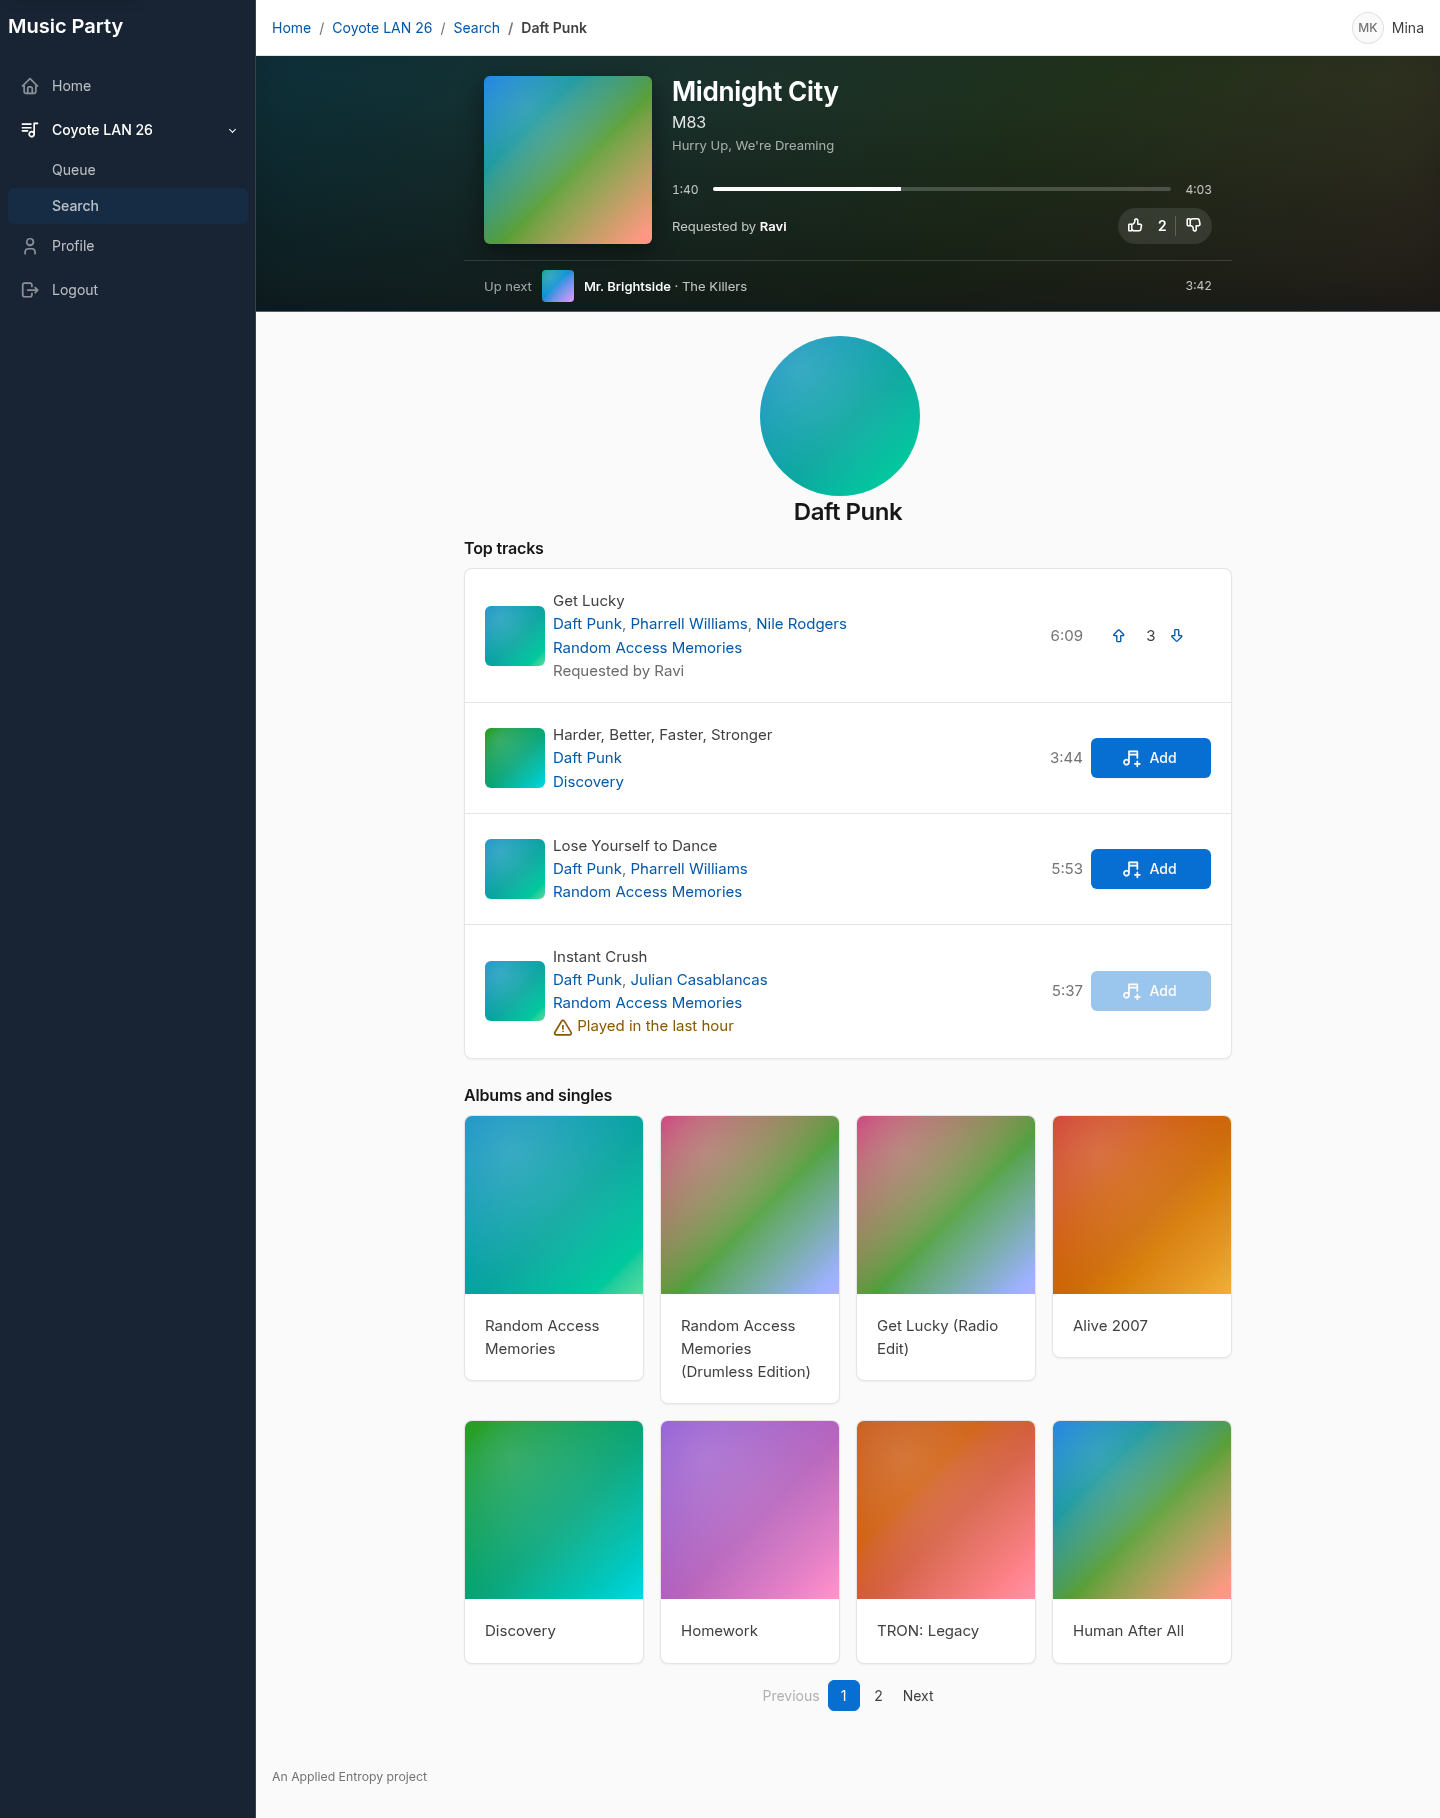 Music Party
Home
Coyote LAN 26
Queue
Search
Profile
Logout
Home / Coyote LAN 26 / Search / Daft Punk
MK Mina
Midnight City
M83
Hurry Up, We're Dreaming
1:40 4:03
Requested by Ravi 2
Up next Mr. Brightside · The Killers 3:42
Daft Punk
Top tracks
Get Lucky
Daft Punk, Pharrell Williams, Nile Rodgers
Random Access Memories
Requested by Ravi
6:09 3
Harder, Better, Faster, Stronger
Daft Punk
Discovery
3:44 Add
Lose Yourself to Dance
Daft Punk, Pharrell Williams
Random Access Memories
5:53 Add
Instant Crush
Daft Punk, Julian Casablancas
Random Access Memories
Played in the last hour
5:37 Add
Albums and singles
Random Access
Memories
Random Access
Memories
(Drumless Edition)
Get Lucky (Radio
Edit)
Alive 2007
Discovery
Homework
TRON: Legacy
Human After All
Previous 1 2 Next
An Applied Entropy project